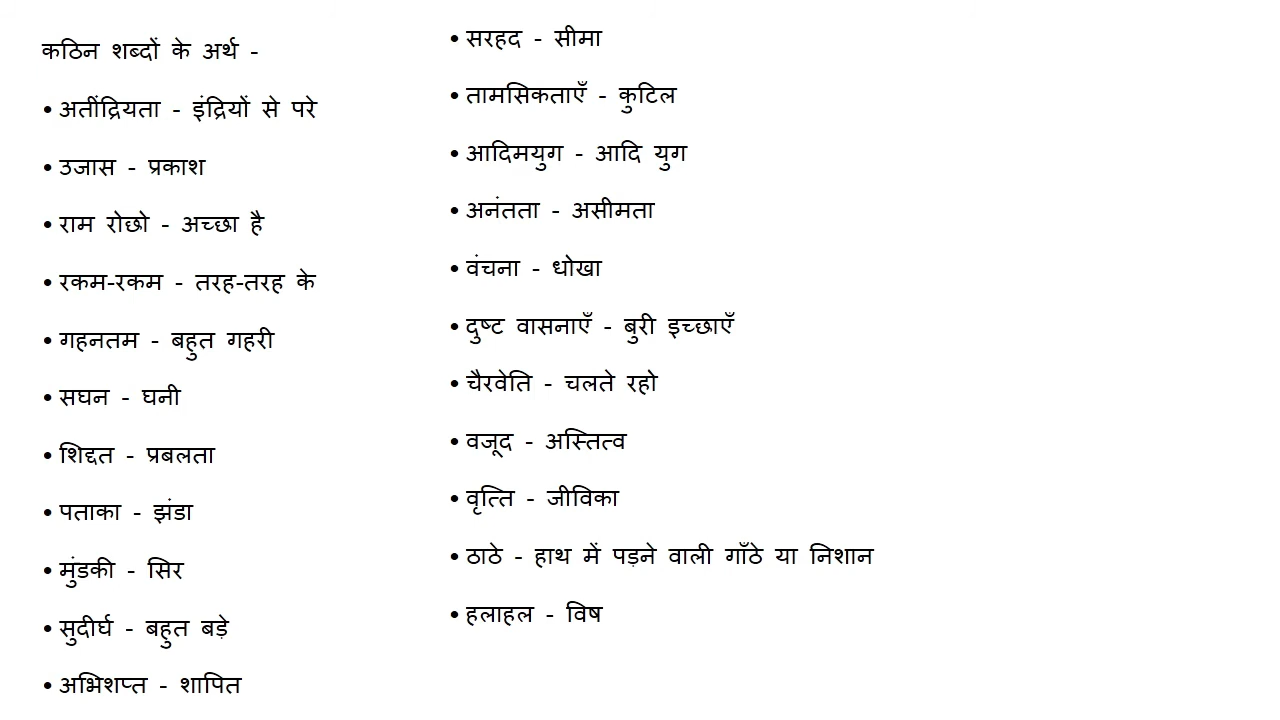 कठिन शब्दों के अर्थ -
• अतींद्रियता - इंद्रियों से परे
• उजास - प्रकाश
• राम रोछो - अच्छा है
• रकम-रकम - तरह-तरह के
• गहनतम - बहुत गहरी
• सघन - घनी
• शिद्दत - प्रबलता
• पताका - झंडा
• मुंडकी - सिर
• सुदीर्घ - बहुत बड़े
• अभिशप्त - शापित
• सरहद - सीमा
• तामसिकताएँ - कुटिल
• आदिमयुग - आदि युग
• अनंतता - असीमता
• वंचना - धोखा
• दुष्ट वासनाएँ - बुरी इच्छाएँ
• चैरवेति - चलते रहो
• वजूद - अस्तित्व
• वृत्ति - जीविका
• ठाठे - हाथ में पड़ने वाली गाँठे या निशान
• हलाहल - विष